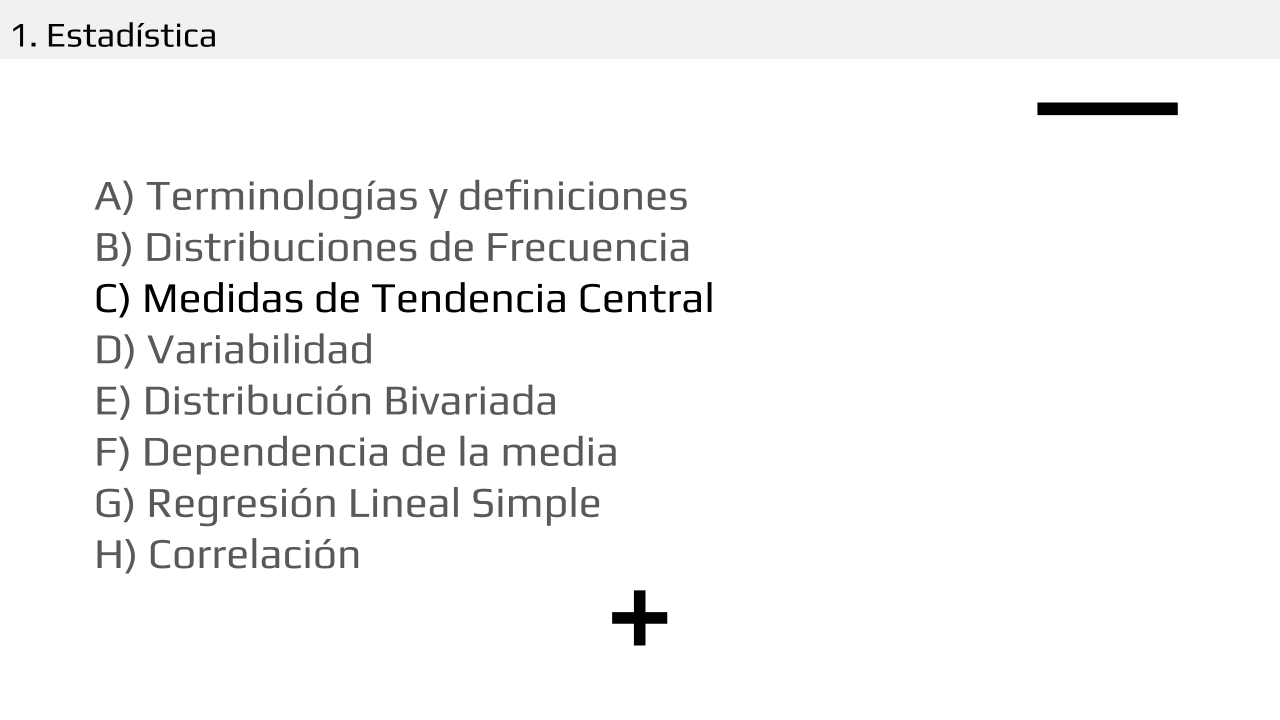 1. Estadística
A) Terminologías y definiciones
B) Distribuciones de Frecuencia
C) Medidas de Tendencia Central
D) Variabilidad
E) Distribución Bivariada
F) Dependencia de la media
G) Regresión Lineal Simple
H) Correlación